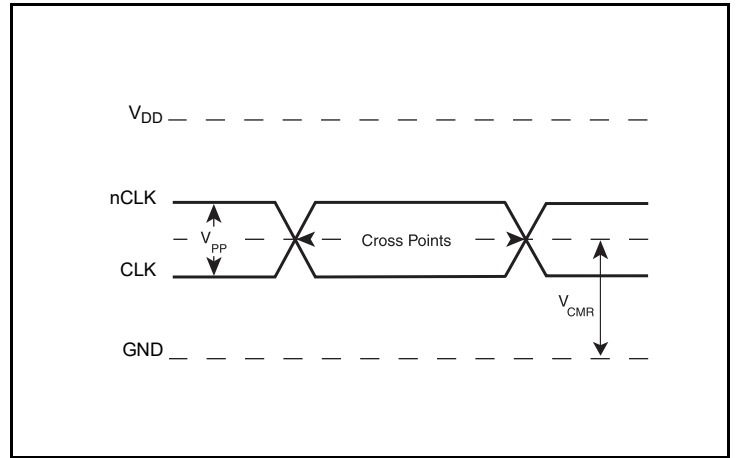 VDD
nCLK
VPP
Cross Points
CLK
VCMR
GND